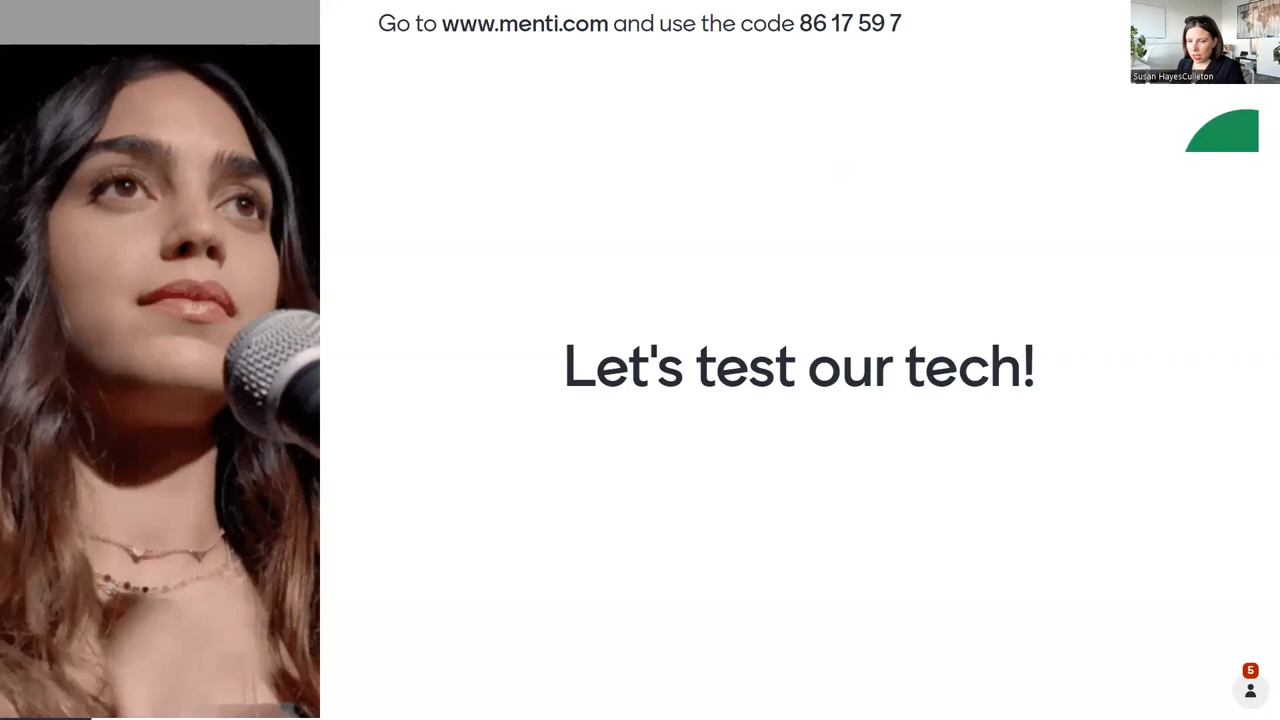 Go to www.menti.com and use the code 86 17 59 7
Susan HayesCulleton
Let's test our tech!
5